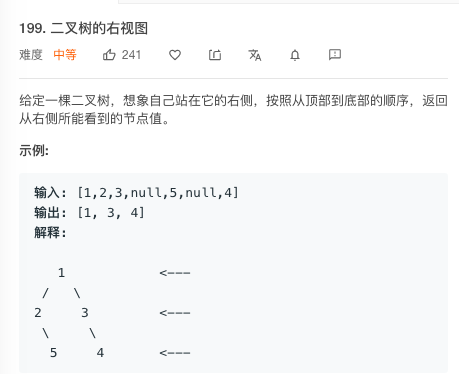 199. 二叉树的右视图
难度 中等 241
给定一棵二叉树，想象自己站在它的右侧，按照从顶部到底部的顺序，返回
从右侧所能看到的节点值。
示例:
输入: [1,2,3,null,5,null,4]
输出: [1, 3, 4]
解释:
   1            <---
 /   \
2     3         <---
 \     \
  5     4       <---